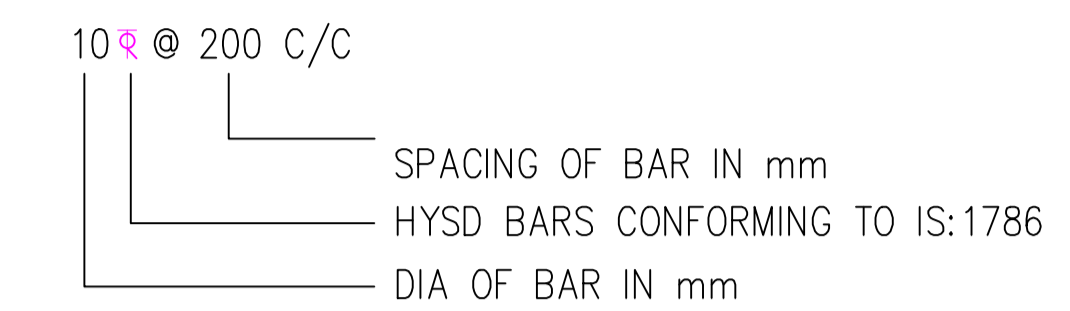 10 Φ @ 200 C/C
SPACING OF BAR IN mm
HYSD BARS CONFORMING TO IS:1786
DIA OF BAR IN mm